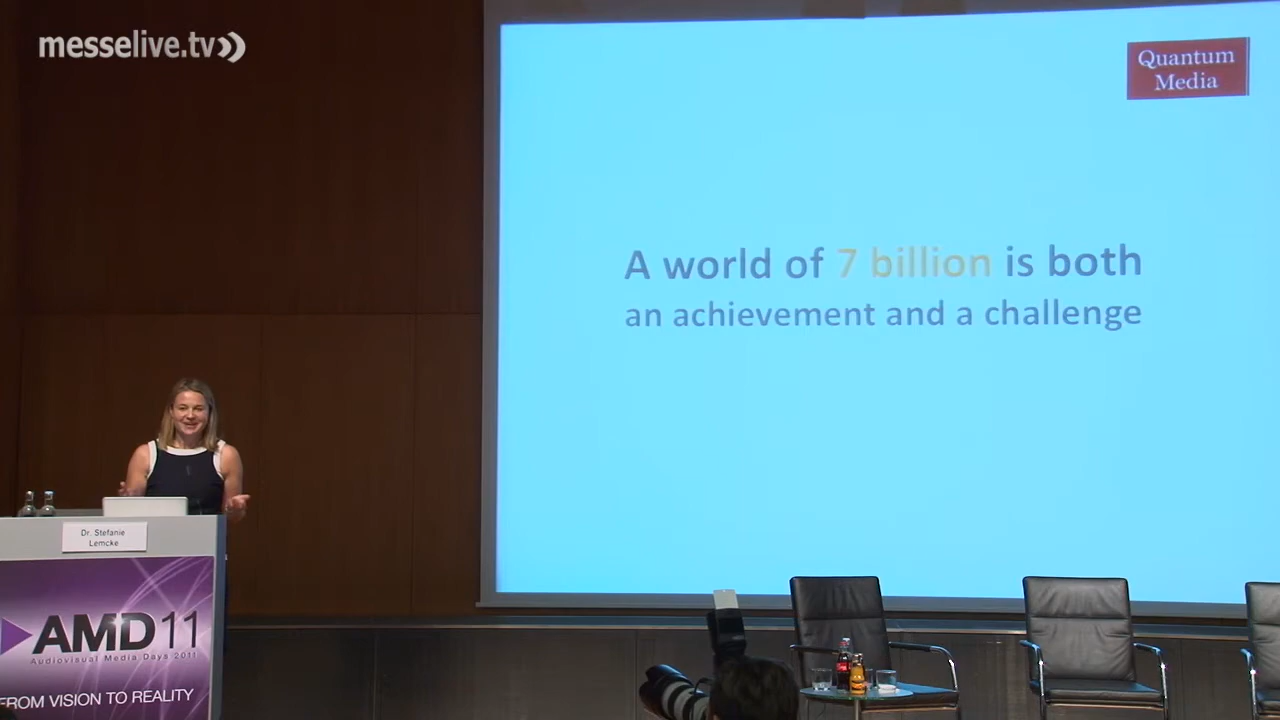 messelive.tv
Quantum
Media
A world of 7 billion is both
an achievement and a challenge
Dr. Stefanie
Lemcke
AMD11
Audiovisual Media Days 2011
FROM VISION TO REALITY